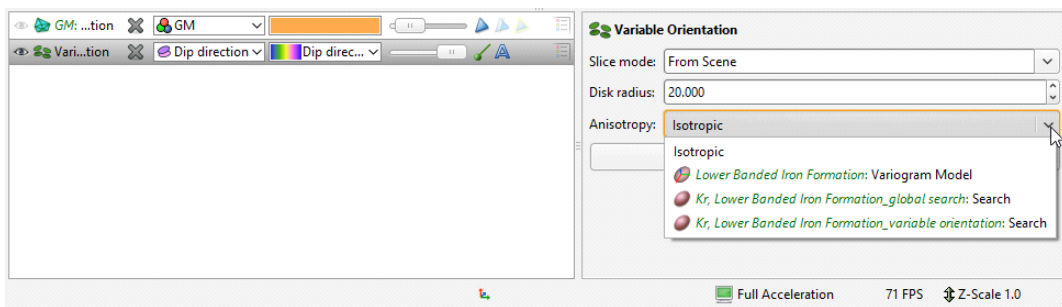 GM: ...tion GM
Vari...tion Dip direction Dip direc...
Variable Orientation
Slice mode: From Scene
Disk radius: 20.000
Anisotropy: Isotropic
Isotropic
Lower Banded Iron Formation: Variogram Model
Kr, Lower Banded Iron Formation_global search: Search
Kr, Lower Banded Iron Formation_variable orientation: Search
Full Acceleration 71 FPS Z-Scale 1.0